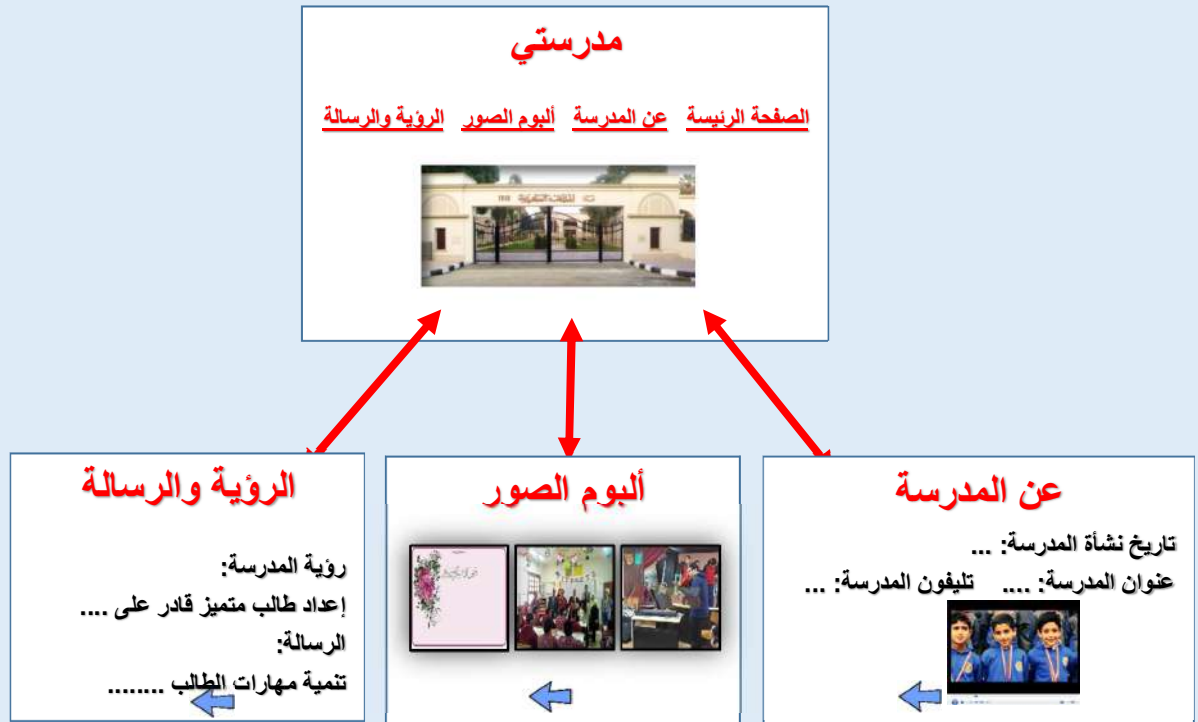 مدرستي
الصفحة الرئيسة عن المدرسة ألبوم الصور الرؤية والرسالة
عن المدرسة
تاريخ نشأة المدرسة: ...
عنوان المدرسة: .... تليفون المدرسة: ...
ألبوم الصور
الرؤية والرسالة
رؤية المدرسة:
إعداد طالب متميز قادر على ....
الرسالة:
تنمية مهارات الطالب ........